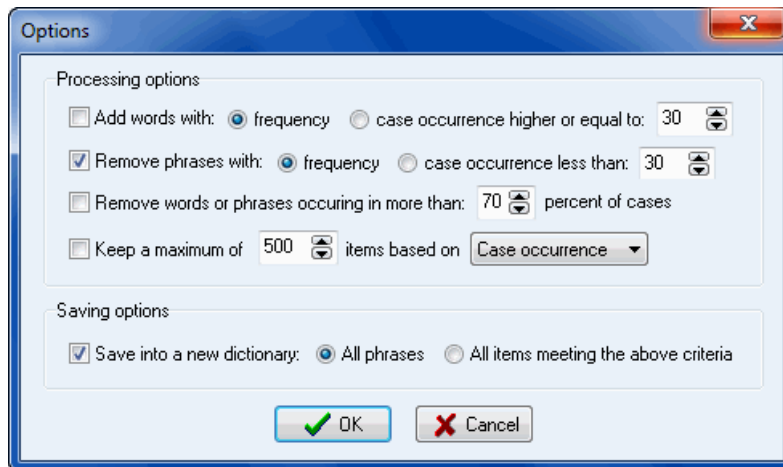 Options
Processing options
Add words with: frequency case occurrence higher or equal to: 30
Remove phrases with: frequency case occurrence less than: 30
Remove words or phrases occuring in more than: 70 percent of cases
Keep a maximum of 500 items based on Case occurrence
Saving options
Save into a new dictionary: All phrases All items meeting the above criteria
OK Cancel